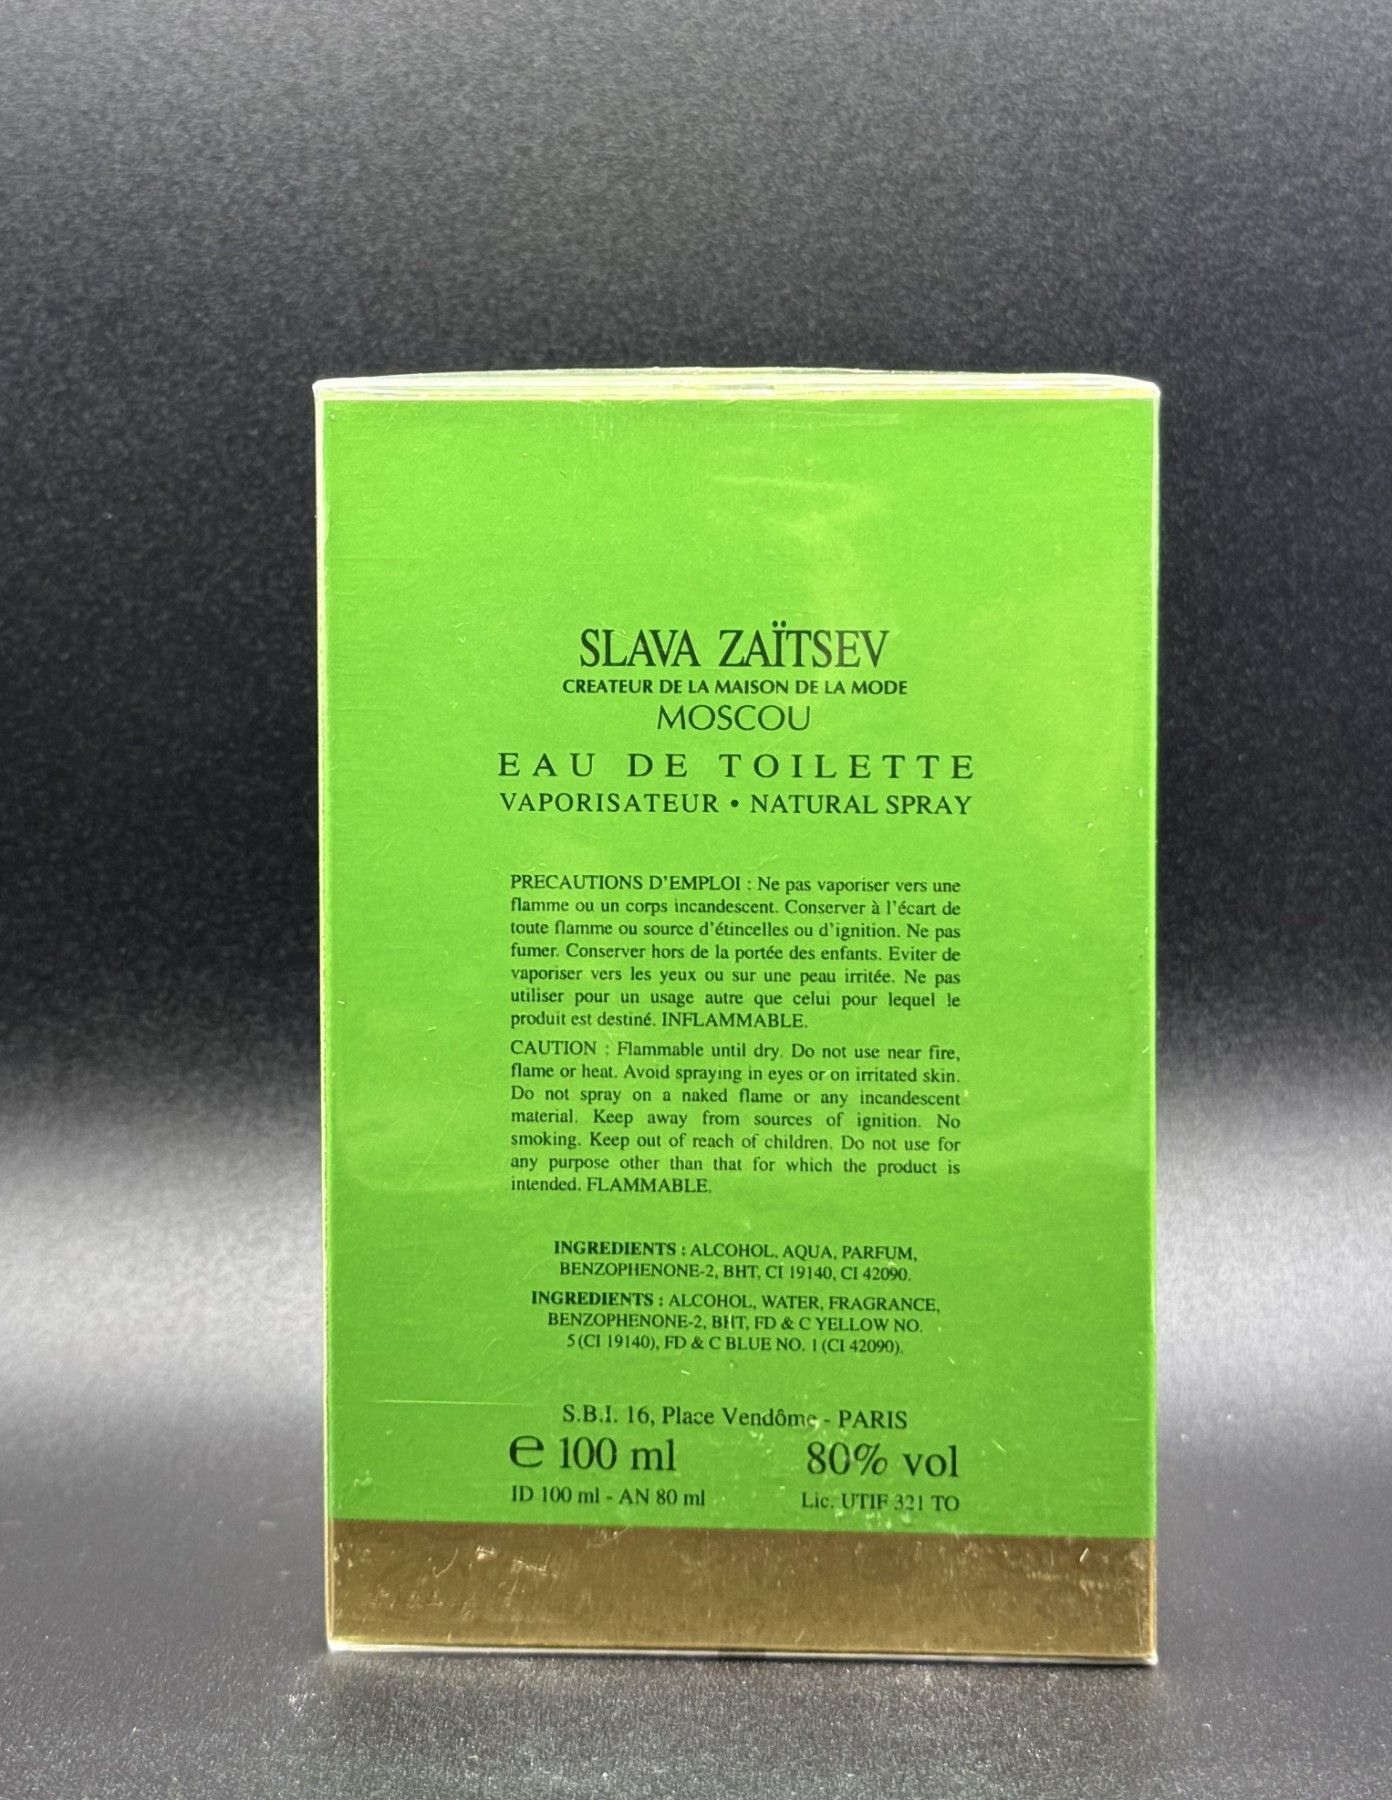 SLAVA ZAÏTSEV
CREATEUR DE LA MAISON DE LA MODE
MOSCOU
EAU DE TOILETTE
VAPORISATEUR • NATURAL SPRAY
PRECAUTIONS D'EMPLOI : Ne pas vaporiser vers une
flamme ou un corps incandescent. Conserver à l'écart de
toute flamme ou source d'étincelles ou d'ignition. Ne pas
fumer. Conserver hors de la portée des enfants. Eviter de
vaporiser vers les yeux ou sur une peau irritée. Ne pas
utiliser pour un usage autre que celui pour lequel le
produit est destiné. INFLAMMABLE.
CAUTION : Flammable until dry. Do not use near fire,
flame or heat. Avoid spraying in eyes or on irritated skin.
Do not spray on a naked flame or any incandescent
material. Keep away from sources of ignition. No
smoking. Keep out of reach of children. Do not use for
any purpose other than that for which the product is
intended. FLAMMABLE.
INGREDIENTS : ALCOHOL, AQUA, PARFUM,
BENZOPHENONE-2, BHT, CI 19140, CI 42090.
INGREDIENTS : ALCOHOL, WATER, FRAGRANCE,
BENZOPHENONE-2, BHT, FD & C YELLOW NO.
5 (CI 19140), FD & C BLUE NO. 1 (CI 42090).
S.B.I. 16, Place Vendôme - PARIS
℮ 100 ml 80% vol
ID 100 ml - AN 80 ml Lic. UTIF 321 TO